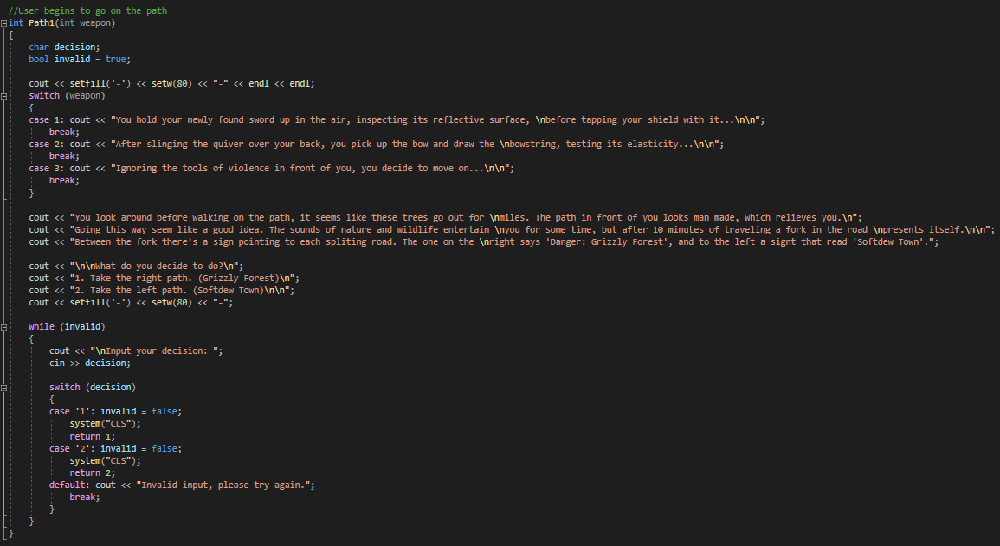 //User begins to go on the path
int Path1(int weapon)
{
char decision;
bool invalid = true;
cout << setfill('-') << setw(80) << "-" << endl << endl;
switch (weapon)
{
case 1: cout << "You hold your newly found sword up in the air, inspecting its reflective surface, \nbefore tapping your shield with it...\n\n";
break;
case 2: cout << "After slinging the quiver over your back, you pick up the bow and draw the \nbowstring, testing its elasticity...\n\n";
break;
case 3: cout << "Ignoring the tools of violence in front of you, you decide to move on...\n\n";
break;
}
cout << "You look around before walking on the path, it seems like these trees go out for \nmiles. The path in front of you looks man made, which relieves you.\n";
cout << "Going this way seem like a good idea. The sounds of nature and wildlife entertain \nyou for some time, but after 10 minutes of traveling a fork in the road \npresents itself.\n\n";
cout << "Between the fork there's a sign pointing to each spliting road. The one on the \nright says 'Danger: Grizzly Forest', and to the left a signt that read 'Softdew Town'.";
cout << "\n\nWhat do you decide to do?\n";
cout << "1. Take the right path. (Grizzly Forest)\n";
cout << "2. Take the left path. (Softdew Town)\n\n";
cout << setfill('-') << setw(80) << "-";
while (invalid)
{
cout << "\nInput your decision: ";
cin >> decision;
switch (decision)
{
case '1': invalid = false;
system("CLS");
return 1;
case '2': invalid = false;
system("CLS");
return 2;
default: cout << "Invalid input, please try again.";
break;
}
}
}